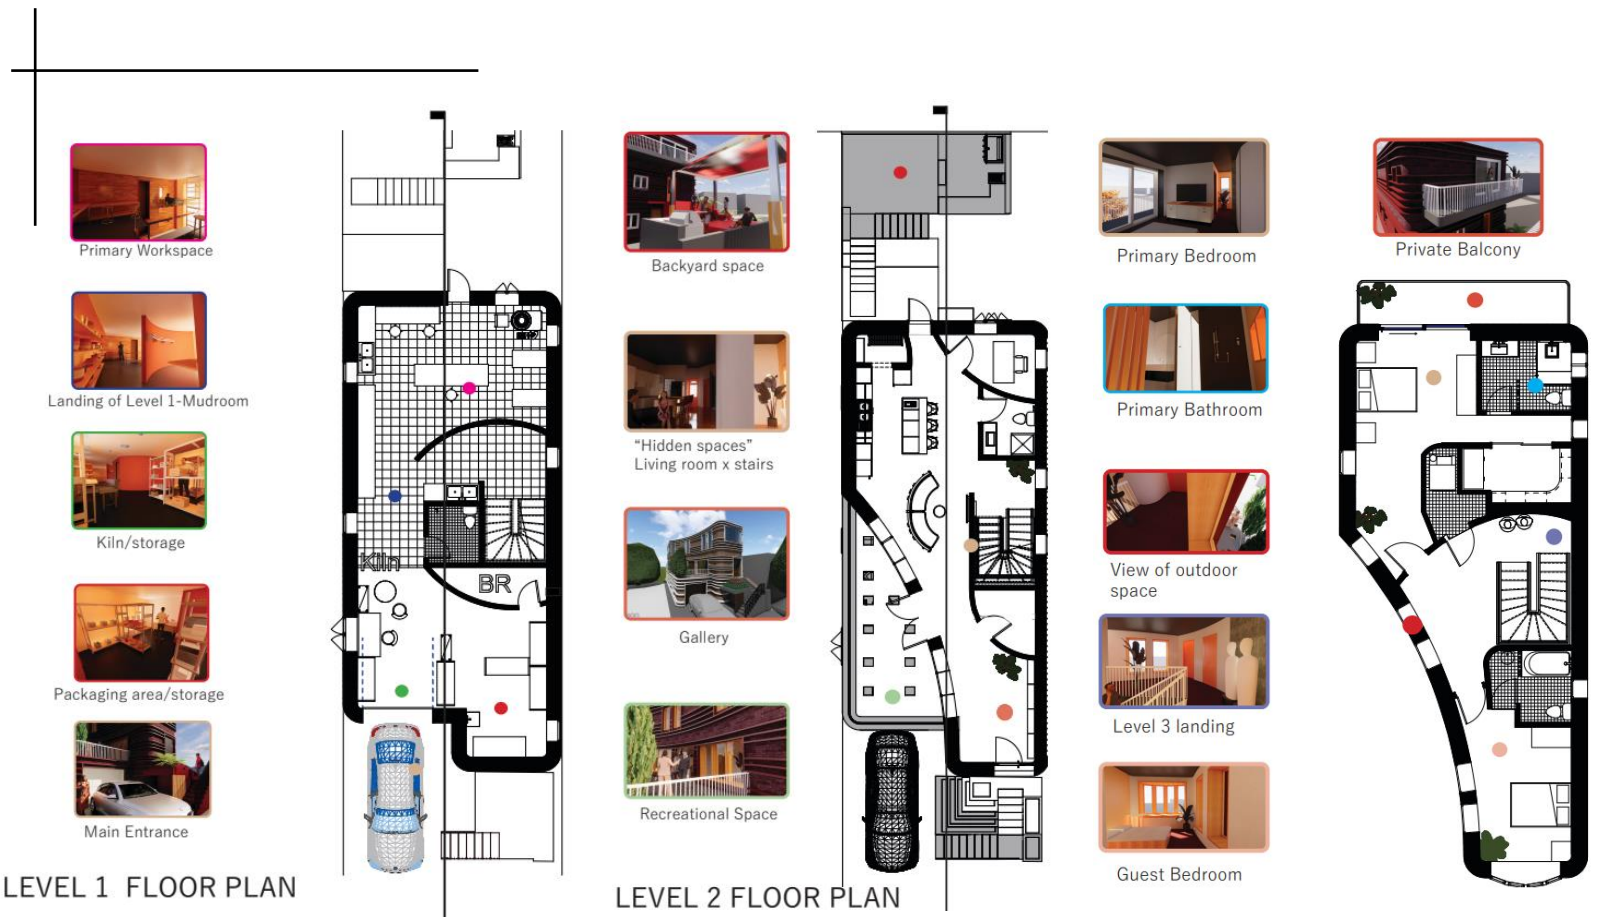 Primary Workspace
Landing of Level 1-Mudroom
Kiln/storage
Packaging area/storage
Main Entrance
LEVEL 1 FLOOR PLAN
Kiln
BR
Backyard space
“Hidden spaces”
Living room x stairs
Gallery
Recreational Space
LEVEL 2 FLOOR PLAN
Primary Bedroom
Primary Bathroom
View of outdoor
space
Level 3 landing
Guest Bedroom
Private Balcony